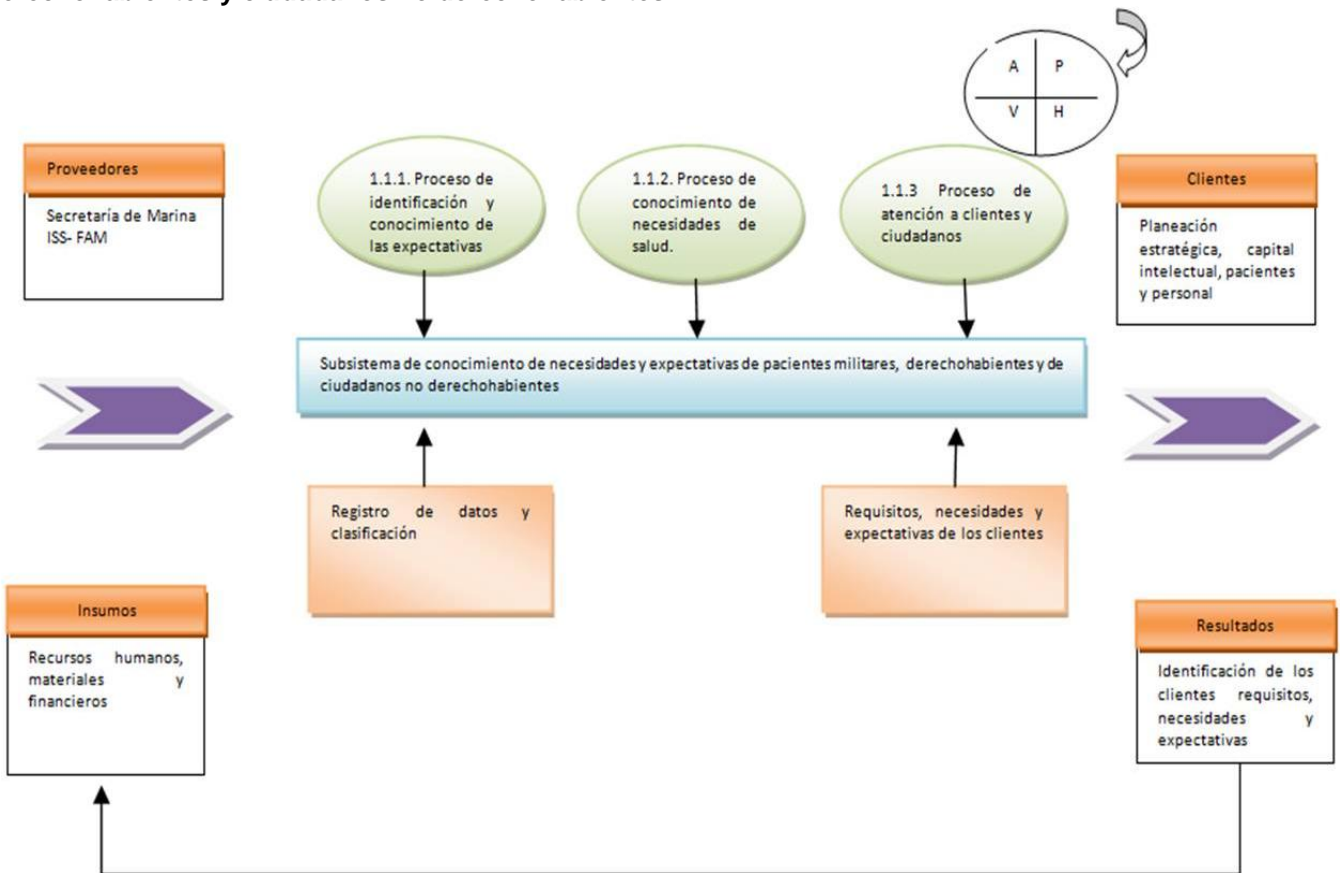 A P
V H
Proveedores
Secretaría de Marina
ISS- FAM
1.1.1. Proceso de
identificación y
conocimiento de
las expectativas
1.1.2. Proceso de
conocimiento de
necesidades de
salud.
1.1.3 Proceso de
atención a clientes y
ciudadanos
Clientes
Planeación
estratégica, capital
intelectual, pacientes
y personal
Subsistema de conocimiento de necesidades y expectativas de pacientes militares, derechohabientes y de
ciudadanos no derechohabientes
Registro de datos y
clasificación
Requisitos, necesidades y
expectativas de los clientes
Insumos
Recursos humanos,
materiales y
financieros
Resultados
Identificación de los
clientes requisitos,
necesidades y
expectativas